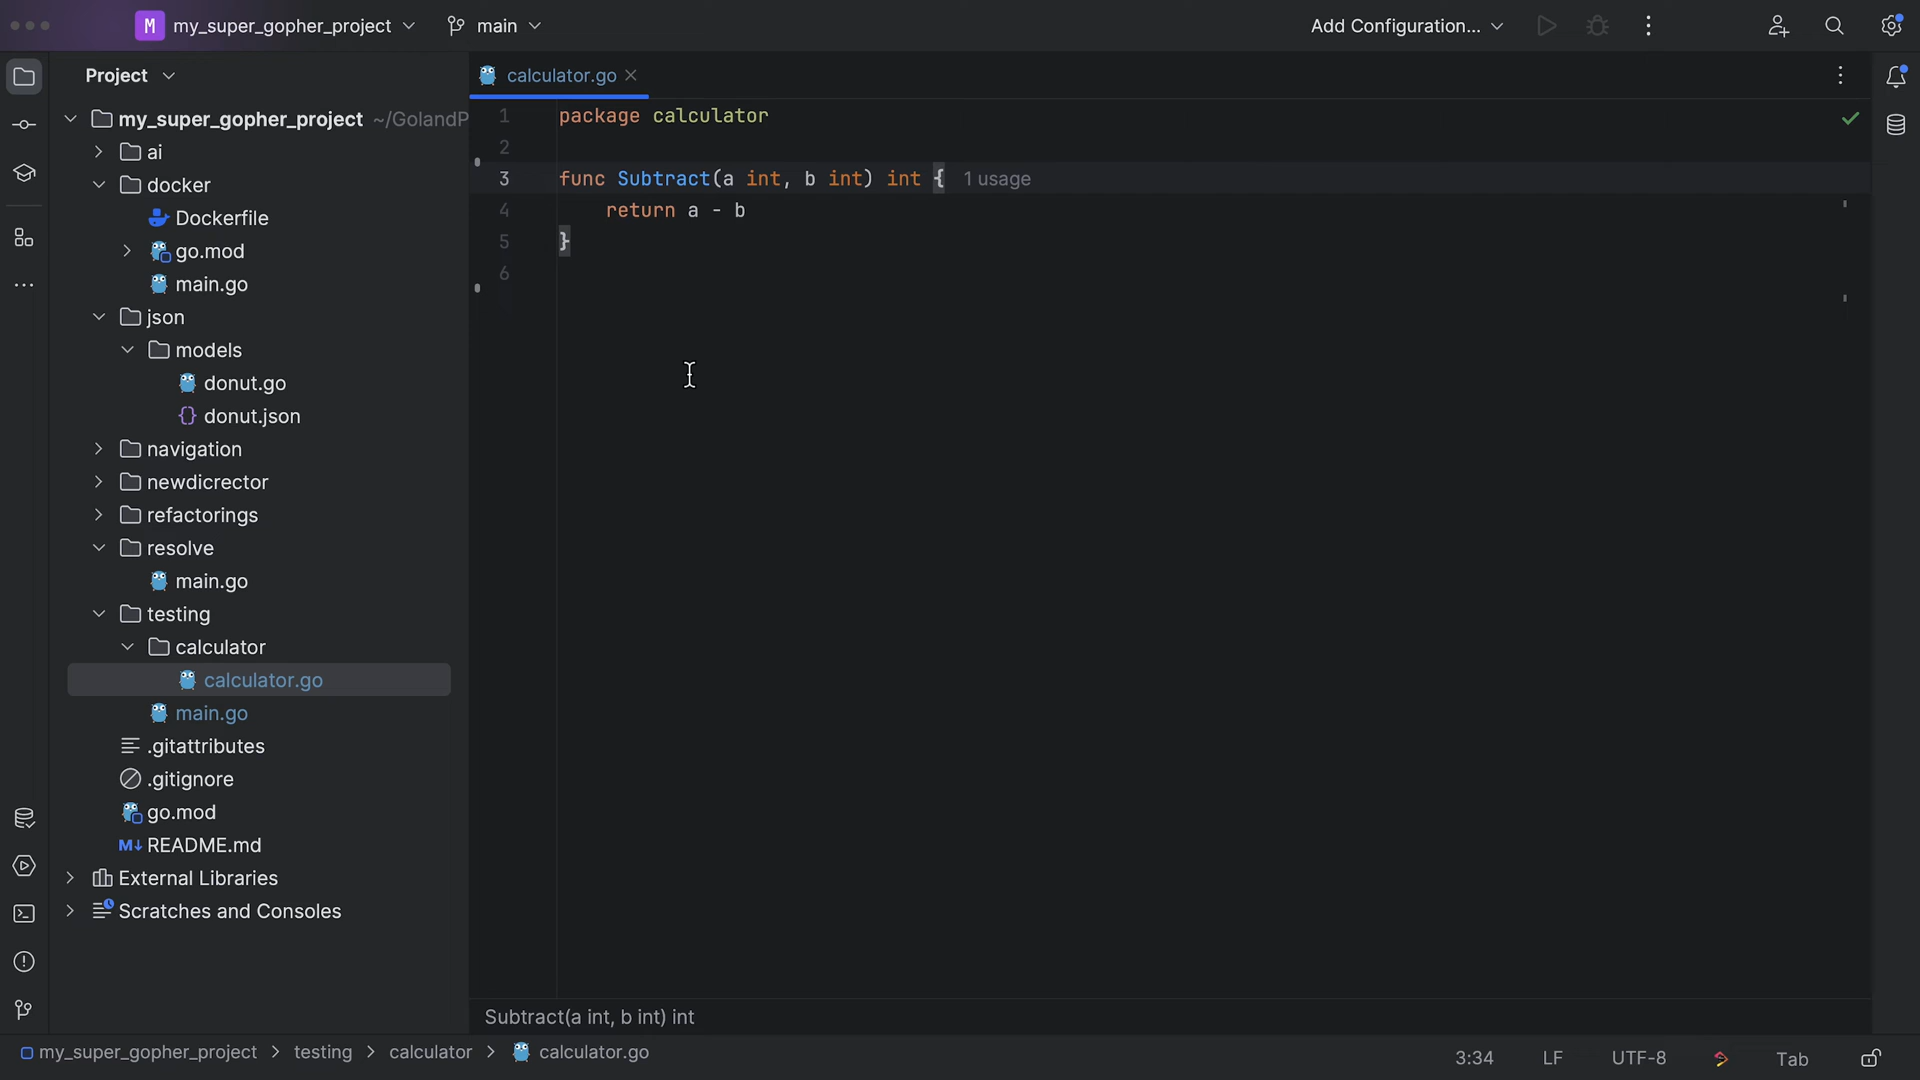 M my_super_gopher_project main Add Configuration...
Project
calculator.go
my_super_gopher_project ~/GolandP
ai
docker
Dockerfile
go.mod
main.go
json
models
donut.go
{} donut.json
navigation
newdicrector
refactorings
resolve
main.go
testing
calculator
calculator.go
main.go
.gitattributes
.gitignore
go.mod
M↓ README.md
External Libraries
Scratches and Consoles
1 package calculator
2
3 func Subtract(a int, b int) int { 1 usage
4 return a - b
5 }
6
Subtract(a int, b int) int
my_super_gopher_project > testing > calculator > calculator.go
3:34 LF UTF-8 Tab